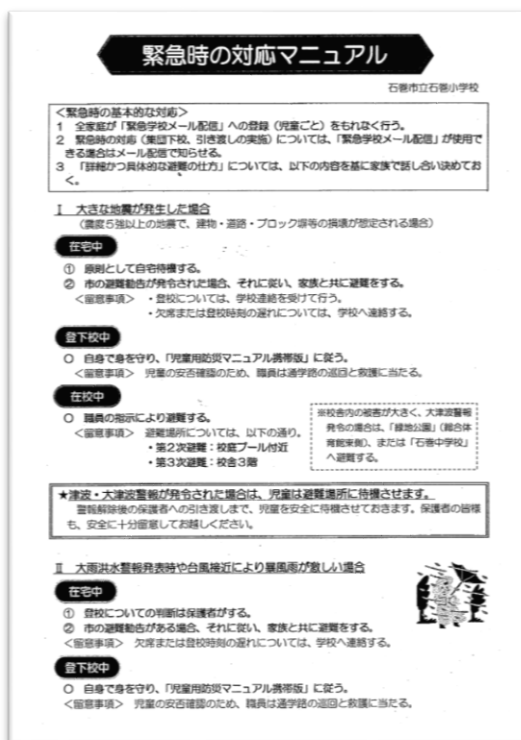 緊急時の対応マニュアル
石巻市立石巻小学校
＜緊急時の基本的な対応＞
1 全家庭が「緊急学校メール配信」への登録（児童ごと）をもれなく行う。
2 緊急時の対応（集団下校、引き渡しの実施）については、「緊急学校メール配信」が使用で
きる場合はメール配信で知らせる。
3 「詳細かつ具体的な避難の仕方」については、以下の内容を基に家族で話し合い決めてお
く。
Ⅰ 大きな地震が発生した場合
（震度５強以上の地震で、建物・道路・ブロック塀等の損壊が想定される場合）
在宅中
① 原則として自宅待機する。
② 市の避難勧告が発令された場合、それに従い、家族と共に避難をする。
＜留意事項＞ ・登校については、学校連絡を受けて行う。
・欠席または登校時刻の遅れについては、学校へ連絡する。
登下校中
○ 自身で身を守り、「児童用防災マニュアル携帯版」に従う。
＜留意事項＞ 児童の安否確認のため、職員は通学路の巡回と救護に当たる。
在校中
○ 職員の指示により避難する。
＜留意事項＞ 避難場所については、以下の通り。
・第２次避難：校庭プール付近
・第３次避難：校舎３階
※校舎内の被害が大きく、大津波警報
発令の場合は、「緑地公園」（総合体
育館東側）、または「石巻中学校」
へ避難する。
★津波・大津波警報が発令された場合は、児童は避難場所に待機させます。
警報解除後の保護者への引き渡しまで、児童を安全に待機させておきます。保護者の皆様
も、安全に十分留意してお越しください。
Ⅱ 大雨洪水警報発表時や台風接近により暴風雨が激しい場合
在宅中
① 登校についての判断は保護者がする。
② 市の避難勧告がある場合、それに従い、家族と共に避難をする。
＜留意事項＞ 欠席または登校時刻の遅れについては、学校へ連絡する。
登下校中
○ 自身で身を守り、「児童用防災マニュアル携帯版」に従う。
＜留意事項＞ 児童の安否確認のため、職員は通学路の巡回と救護に当たる。